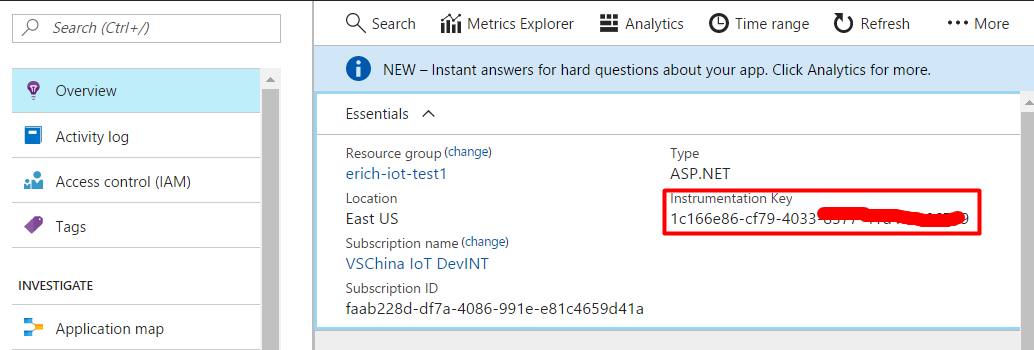 Search (Ctrl+/)
Overview
Activity log
Access control (IAM)
Tags
INVESTIGATE
Application map
Search Metrics Explorer Analytics Time range Refresh ••• More
NEW – Instant answers for hard questions about your app. Click Analytics for more.
Essentials
Resource group (change)
erich-iot-test1
Location
East US
Subscription name (change)
VSChina IoT DevINT
Subscription ID
faab228d-df7a-4086-991e-e81c4659d41a
Type
ASP.NET
Instrumentation Key
1c166e86-cf79-4033-